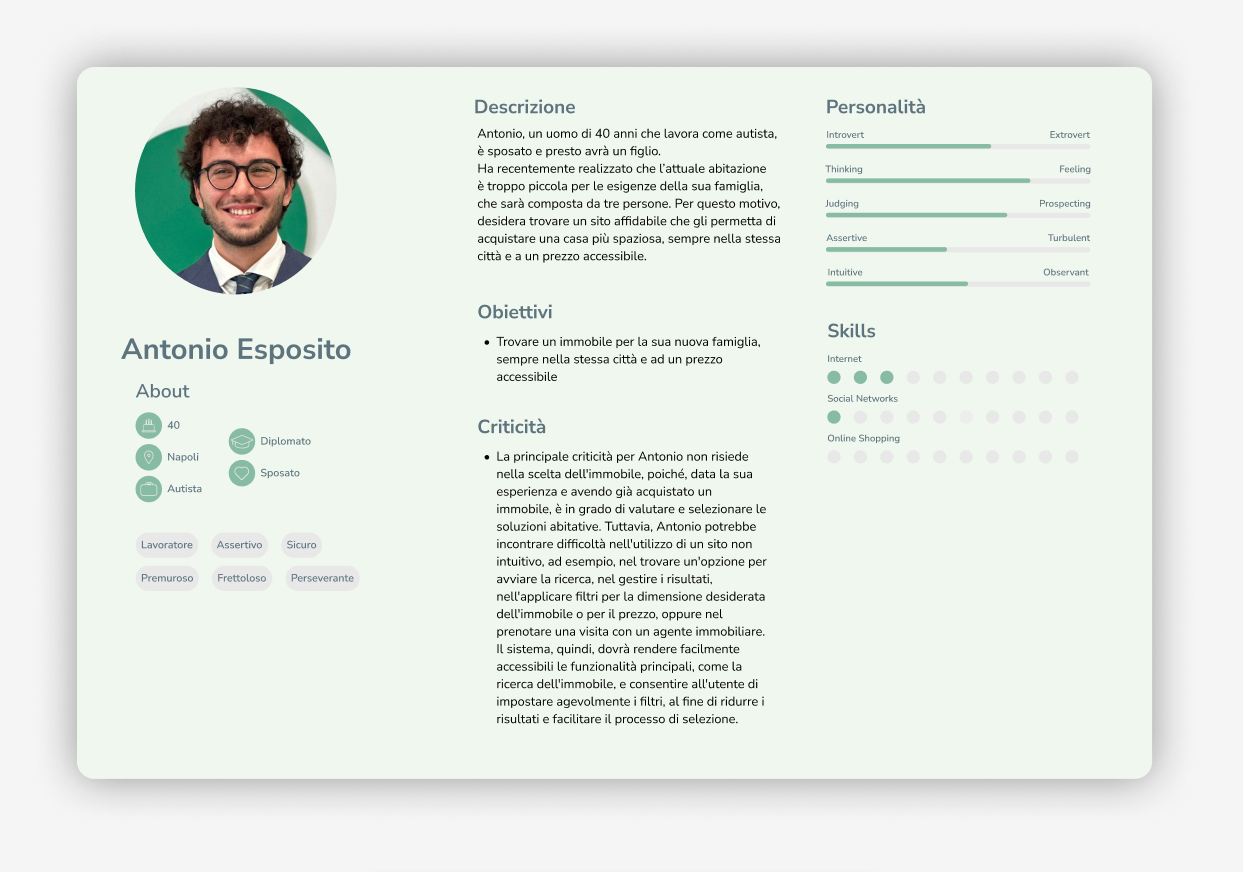 Antonio Esposito
About
40
Napoli
Autista
Diplomato
Sposato
Lavoratore
Assertivo
Sicuro
Premuroso
Frettoloso
Perseverante
Descrizione
Antonio, un uomo di 40 anni che lavora come autista,
è sposato e presto avrà un figlio.
Ha recentemente realizzato che l’attuale abitazione
è troppo piccola per le esigenze della sua famiglia,
che sarà composta da tre persone. Per questo motivo,
desidera trovare un sito affidabile che gli permetta di
acquistare una casa più spaziosa, sempre nella stessa
città e a un prezzo accessibile.
Obiettivi
• Trovare un immobile per la sua nuova famiglia,
sempre nella stessa città e ad un prezzo
accessibile
Criticità
• La principale criticità per Antonio non risiede
nella scelta dell'immobile, poiché, data la sua
esperienza e avendo già acquistato un
immobile, è in grado di valutare e selezionare le
soluzioni abitative. Tuttavia, Antonio potrebbe
incontrare difficoltà nell'utilizzo di un sito non
intuitivo, ad esempio, nel trovare un'opzione per
avviare la ricerca, nel gestire i risultati,
nell'applicare filtri per la dimensione desiderata
dell'immobile o per il prezzo, oppure nel
prenotare una visita con un agente immobiliare.
Il sistema, quindi, dovrà rendere facilmente
accessibili le funzionalità principali, come la
ricerca dell'immobile, e consentire all'utente di
impostare agevolmente i filtri, al fine di ridurre i
risultati e facilitare il processo di selezione.
Personalità
Introvert Extrovert
Thinking Feeling
Judging Prospecting
Assertive Turbulent
Intuitive Observant
Skills
Internet
Social Networks
Online Shopping